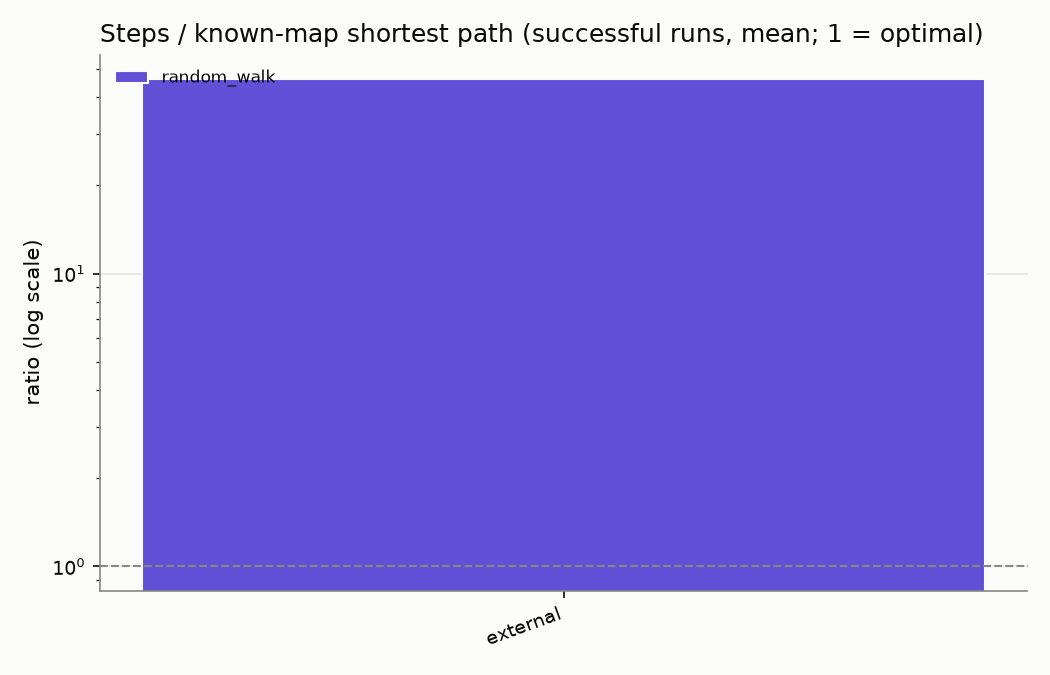 Steps / known-map shortest path (successful runs, mean; 1 = optimal)
random_walk
ratio (log scale)
10¹
10⁰
external